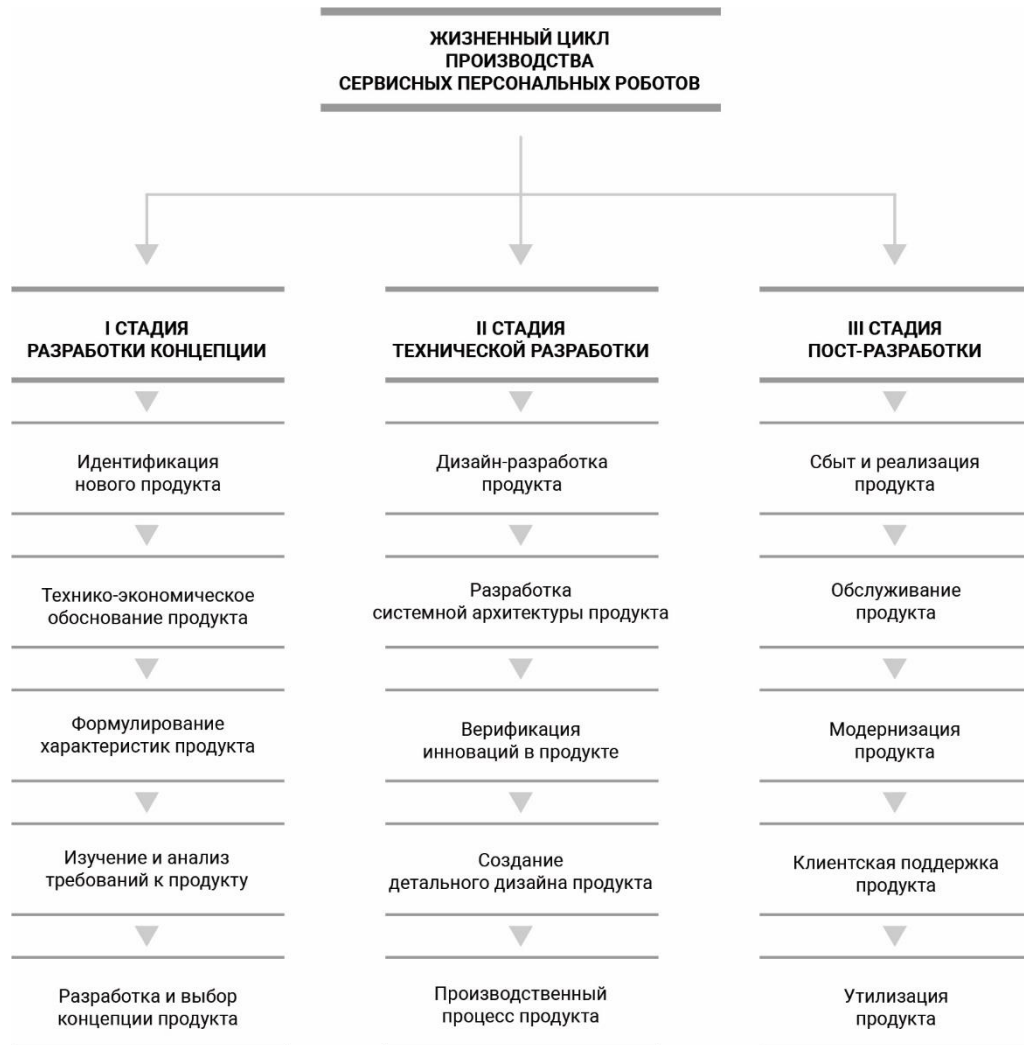 ЖИЗНЕННЫЙ ЦИКЛ
ПРОИЗВОДСТВА
СЕРВИСНЫХ ПЕРСОНАЛЬНЫХ РОБОТОВ
I СТАДИЯ
РАЗРАБОТКИ КОНЦЕПЦИИ
Идентификация
нового продукта
Технико-экономическое
обоснование продукта
Формулирование
характеристик продукта
Изучение и анализ
требований к продукту
Разработка и выбор
концепции продукта
II СТАДИЯ
ТЕХНИЧЕСКОЙ РАЗРАБОТКИ
Дизайн-разработка
продукта
Разработка
системной архитектуры продукта
Верификация
инноваций в продукте
Создание
детального дизайна продукта
Производственный
процесс продукта
III СТАДИЯ
ПОСТ-РАЗРАБОТКИ
Сбыт и реализация
продукта
Обслуживание
продукта
Модернизация
продукта
Клиентская поддержка
продукта
Утилизация
продукта